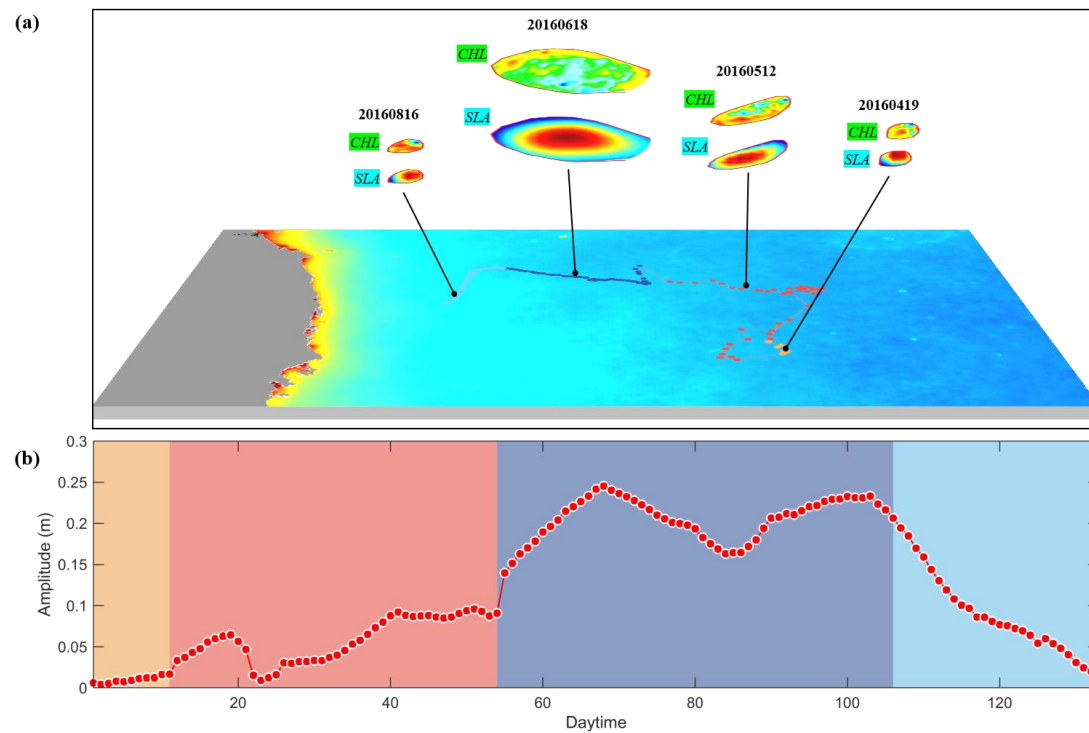 (a)
20160618
CHL
SLA
20160512
CHL
SLA
20160419
CHL
SLA
20160816
CHL
SLA
(b)
0.3
0.25
0.2
0.15
0.1
0.05
0
Amplitude (m)
20 40 60 80 100 120
Daytime